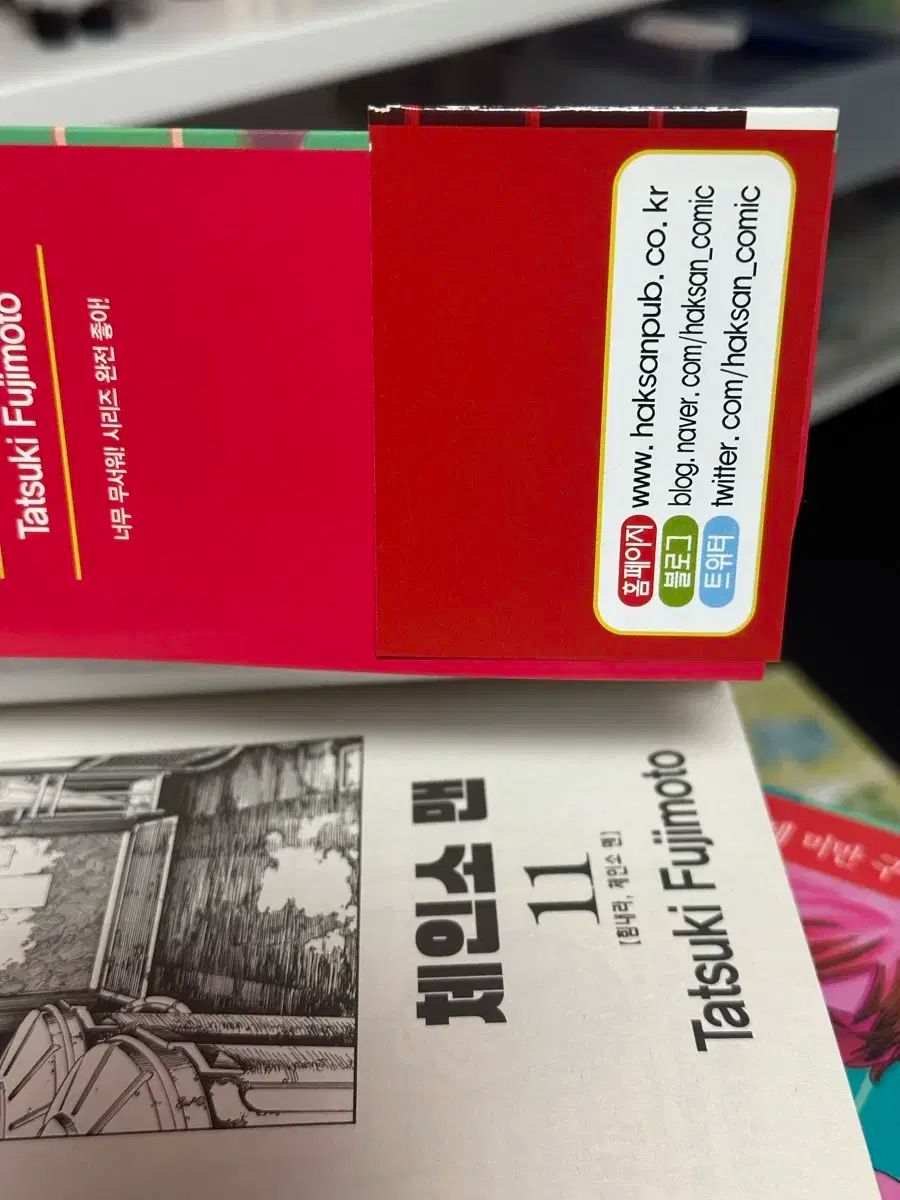 Tatsuki Fujimoto
너무 무서워! 시리즈 완전 좋아!
홈페이지 www.haksanpub.co.kr
블로그 blog.naver.com/haksan_comic
트위터 twitter.com/haksan_comic
체인소 맨
11
[힘내라, 체인소 맨]
Tatsuki Fujimoto